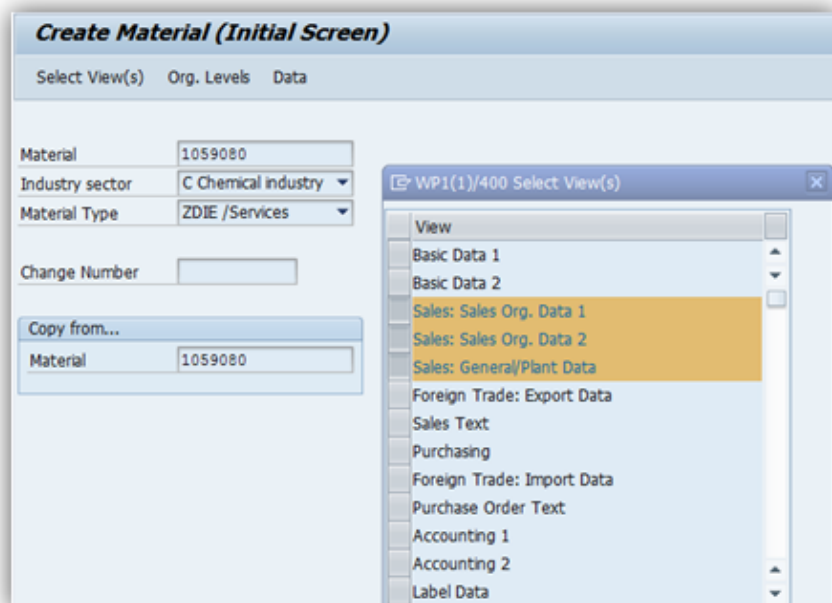 Create Material (Initial Screen)
Select View(s) Org. Levels Data
Material 1059080
Industry sector C Chemical industry
Material Type ZDIE /Services
Change Number
Copy from...
Material 1059080
WP1(1)/400 Select View(s)
View
Basic Data 1
Basic Data 2
Sales: Sales Org. Data 1
Sales: Sales Org. Data 2
Sales: General/Plant Data
Foreign Trade: Export Data
Sales Text
Purchasing
Foreign Trade: Import Data
Purchase Order Text
Accounting 1
Accounting 2
Label Data